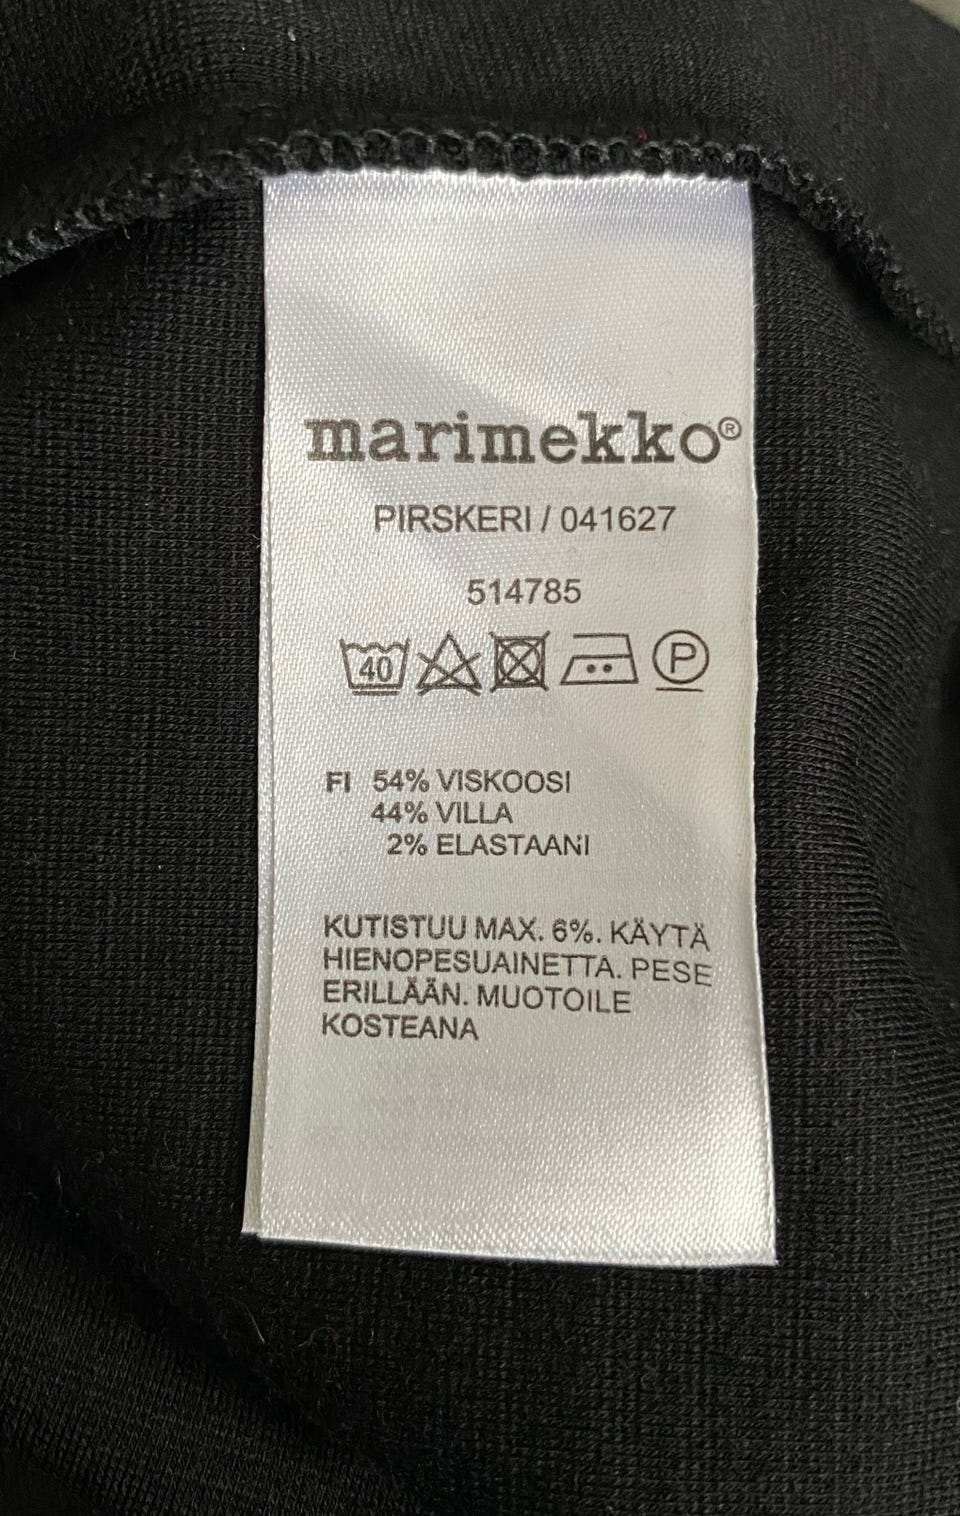 marimekko®
PIRSKERI / 041627
514785
40 P
FI 54% VISKOOSI
44% VILLA
2% ELASTAANI
KUTISTUU MAX. 6%. KÄYTÄ
HIENOPESUAINETTA. PESE
ERILLÄÄN. MUOTOILE
KOSTEANA